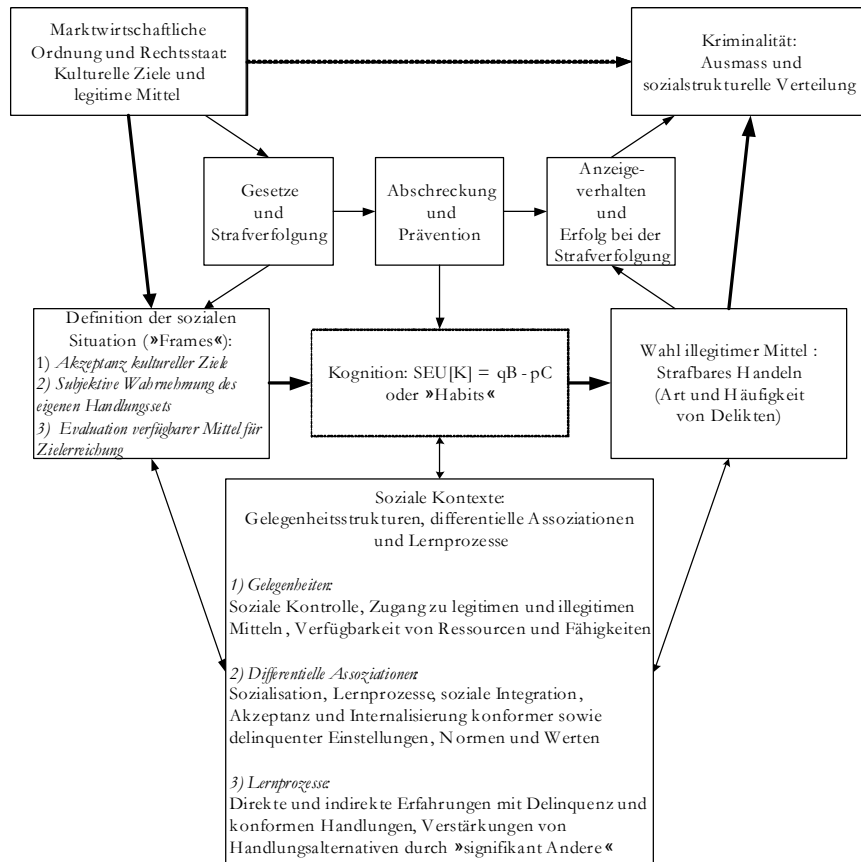 Marktwirtschaftliche
Ordnung und Rechtsstaat:
Kulturelle Ziele und
legitime Mittel
Kriminalität:
Ausmass und
sozialstrukturelle Verteilung
Gesetze
und
Strafverfolgung
Abschreckung
und
Prävention
Anzeige-
verhalten
und
Erfolg bei der
Strafverfolgung
Definition der sozialen
Situation (»Frames«):
1) Akzeptanz kultureller Ziele
2) Subjektive Wahrnehmung des
eigenen Handlungssets
3) Evaluation verfügbarer Mittel für
Zielerreichung
Kognition: SEU[K] = qB - pC
oder »Habits«
Wahl illegitimer Mittel :
Strafbares Handeln
(Art und Häufigkeit
von Delikten)
Soziale Kontexte:
Gelegenheitsstrukturen, differentielle Assoziationen
und Lernprozesse
1) Gelegenheiten:
Soziale Kontrolle, Zugang zu legitimen und illegitimen
Mitteln, Verfügbarkeit von Ressourcen und Fähigkeiten
2) Differentielle Assoziationen:
Sozialisation, Lernprozesse, soziale Integration,
Akzeptanz und Internalisierung konformer sowie
delinquenter Einstellungen, Normen und Werten
3) Lernprozesse:
Direkte und indirekte Erfahrungen mit Delinquenz und
konformen Handlungen, Verstärkungen von
Handlungsalternativen durch »signifikant Andere«